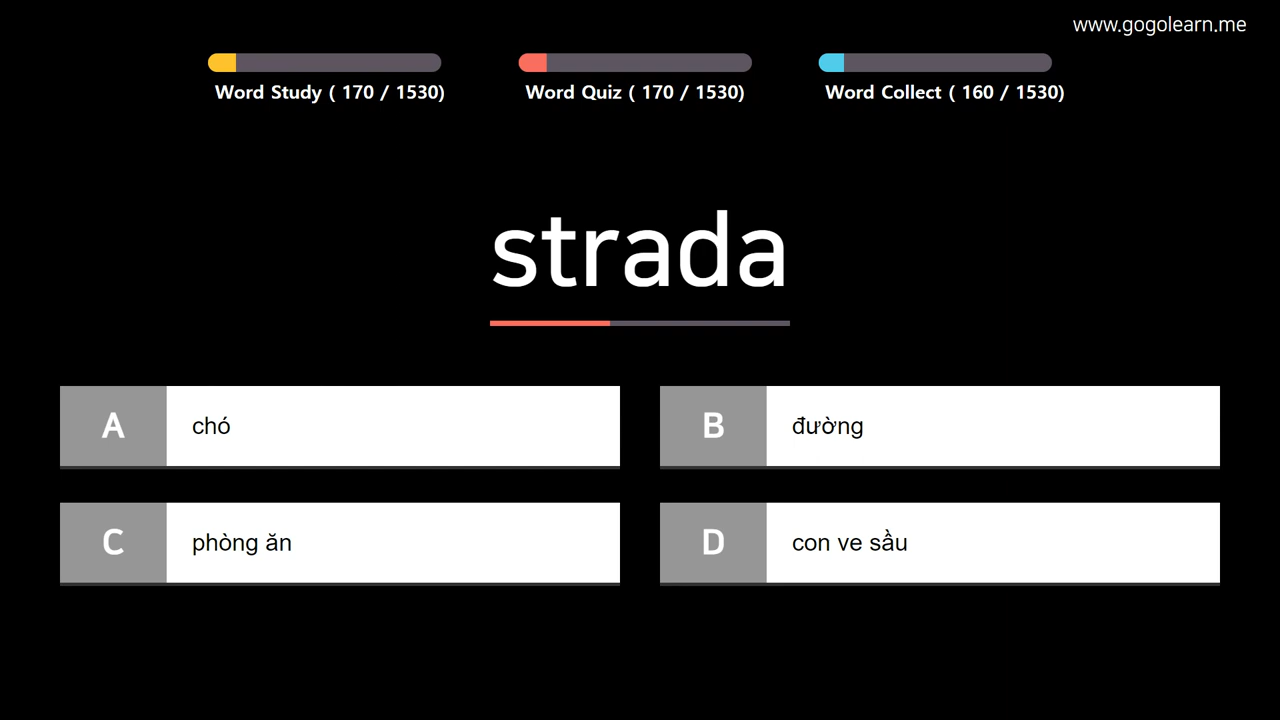 www.gogolearn.me
Word Study ( 170 / 1530)
Word Quiz ( 170 / 1530)
Word Collect ( 160 / 1530)
strada
A chó
B đường
C phòng ăn
D con ve sầu